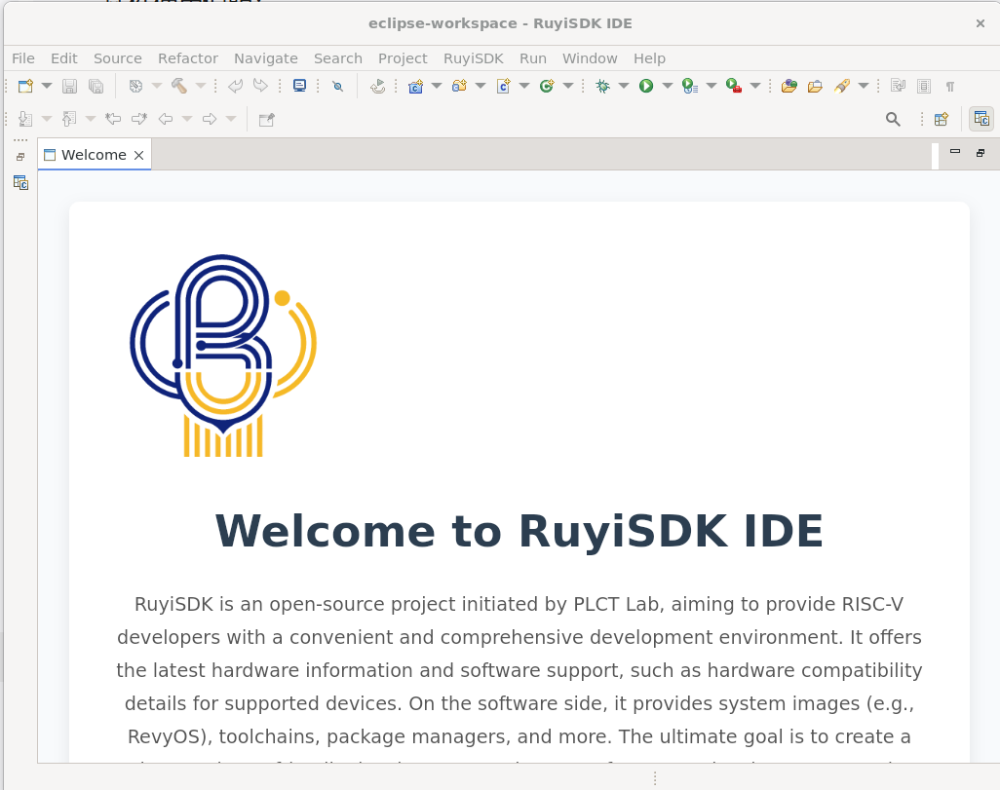 eclipse-workspace - RuyiSDK IDE
File Edit Source Refactor Navigate Search Project RuyiSDK Run Window Help
Welcome
Welcome to RuyiSDK IDE
RuyiSDK is an open-source project initiated by PLCT Lab, aiming to provide RISC-V
developers with a convenient and comprehensive development environment. It offers
the latest hardware information and software support, such as hardware compatibility
details for supported devices. On the software side, it provides system images (e.g.,
RevyOS), toolchains, package managers, and more. The ultimate goal is to create a